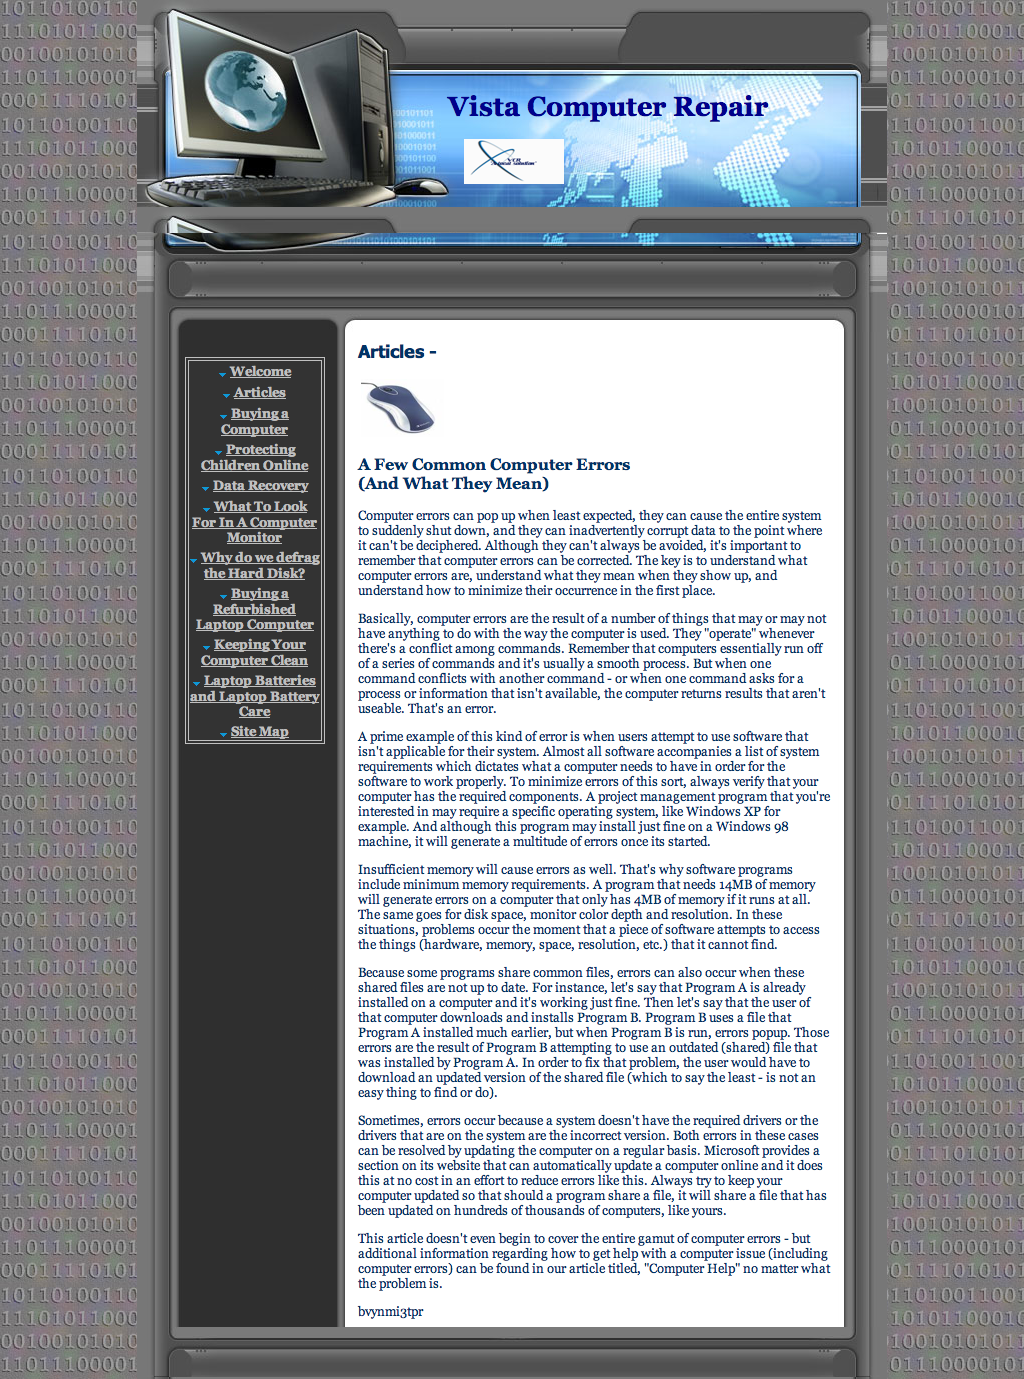 Vista Computer Repair
VCR
Welcome
Articles
Buying a
Computer
Protecting
Children Online
Data Recovery
What To Look
For In A Computer
Monitor
Why do we defrag
the Hard Disk?
Buying a
Refurbished
Laptop Computer
Keeping Your
Computer Clean
Laptop Batteries
and Laptop Battery
Care
Site Map
Articles -
A Few Common Computer Errors
(And What They Mean)
Computer errors can pop up when least expected, they can cause the entire system
to suddenly shut down, and they can inadvertently corrupt data to the point where
it can't be deciphered. Although they can't always be avoided, it's important to
remember that computer errors can be corrected. The key is to understand what
computer errors are, understand what they mean when they show up, and
understand how to minimize their occurrence in the first place.
Basically, computer errors are the result of a number of things that may or may not
have anything to do with the way the computer is used. They "operate" whenever
there's a conflict among commands. Remember that computers essentially run off
of a series of commands and it's usually a smooth process. But when one
command conflicts with another command - or when one command asks for a
process or information that isn't available, the computer returns results that aren't
useable. That's an error.
A prime example of this kind of error is when users attempt to use software that
isn't applicable for their system. Almost all software accompanies a list of system
requirements which dictates what a computer needs to have in order for the
software to work properly. To minimize errors of this sort, always verify that your
computer has the required components. A project management program that you're
interested in may require a specific operating system, like Windows XP for
example. And although this program may install just fine on a Windows 98
machine, it will generate a multitude of errors once its started.
Insufficient memory will cause errors as well. That's why software programs
include minimum memory requirements. A program that needs 14MB of memory
will generate errors on a computer that only has 4MB of memory if it runs at all.
The same goes for disk space, monitor color depth and resolution. In these
situations, problems occur the moment that a piece of software attempts to access
the things (hardware, memory, space, resolution, etc.) that it cannot find.
Because some programs share common files, errors can also occur when these
shared files are not up to date. For instance, let's say that Program A is already
installed on a computer and it's working just fine. Then let's say that the user of
that computer downloads and installs Program B. Program B uses a file that
Program A installed much earlier, but when Program B is run, errors popup. Those
errors are the result of Program B attempting to use an outdated (shared) file that
was installed by Program A. In order to fix that problem, the user would have to
download an updated version of the shared file (which to say the least - is not an
easy thing to find or do).
Sometimes, errors occur because a system doesn't have the required drivers or the
drivers that are on the system are the incorrect version. Both errors in these cases
can be resolved by updating the computer on a regular basis. Microsoft provides a
section on its website that can automatically update a computer online and it does
this at no cost in an effort to reduce errors like this. Always try to keep your
computer updated so that should a program share a file, it will share a file that has
been updated on hundreds of thousands of computers, like yours.
This article doesn't even begin to cover the entire gamut of computer errors - but
additional information regarding how to get help with a computer issue (including
computer errors) can be found in our article titled, "Computer Help" no matter what
the problem is.
bvynmi3tpr